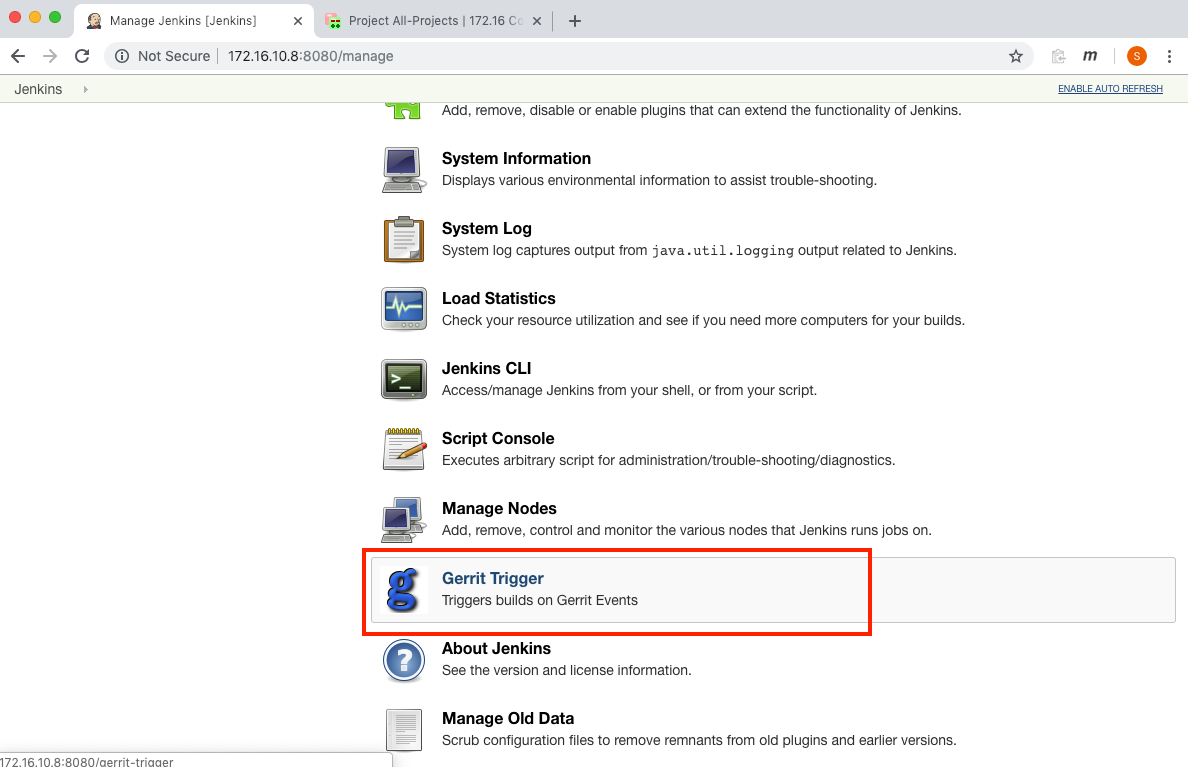 Manage Jenkins [Jenkins]
Project All-Projects | 172.16 Co
Not Secure
172.16.10.8:8080/manage
m
S
Jenkins
ENABLE AUTO REFRESH
Add, remove, disable or enable plugins that can extend the functionality of Jenkins.
System Information
Displays various environmental information to assist trouble-shooting.
System Log
System log captures output from java.util.logging output related to Jenkins.
Load Statistics
Check your resource utilization and see if you need more computers for your builds.
Jenkins CLI
Access/manage Jenkins from your shell, or from your script.
Script Console
Executes arbitrary script for administration/trouble-shooting/diagnostics.
Manage Nodes
Add, remove, control and monitor the various nodes that Jenkins runs jobs on.
g
Gerrit Trigger
Triggers builds on Gerrit Events
?
About Jenkins
See the version and license information.
Manage Old Data
Scrub configuration files to remove remnants from old plugins and earlier versions.
172.16.10.8:8080/gerrit-trigger